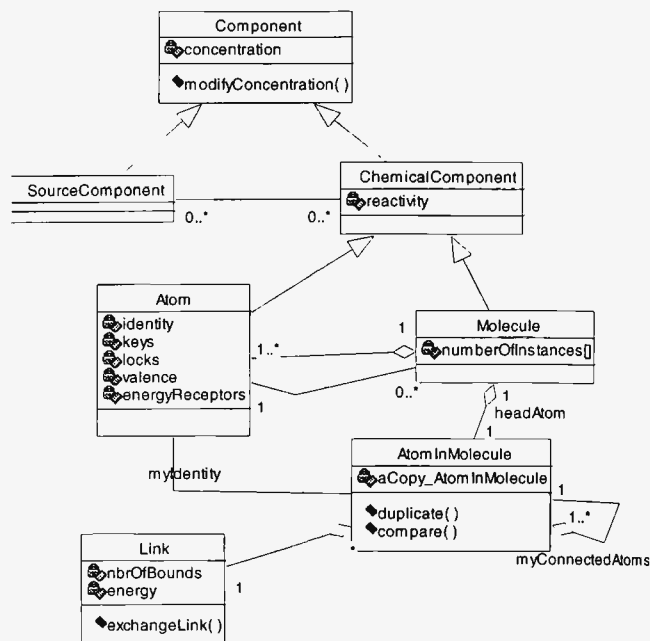 Component
concentration
modifyConcentration( )
SourceComponent
ChemicalComponent
reactivity
0..*
0..*
Atom
identity
keys
locks
valence
energyReceptors
Molecule
numberOfInstances[]
1
1..*
0..*
1
1
headAtom
1
AtomInMolecule
aCopy_AtomInMolecule
duplicate( )
compare( )
myIdentity
1
1..*
myConnectedAtoms
*
Link
nbrOfBounds
energy
exchangeLink( )
1